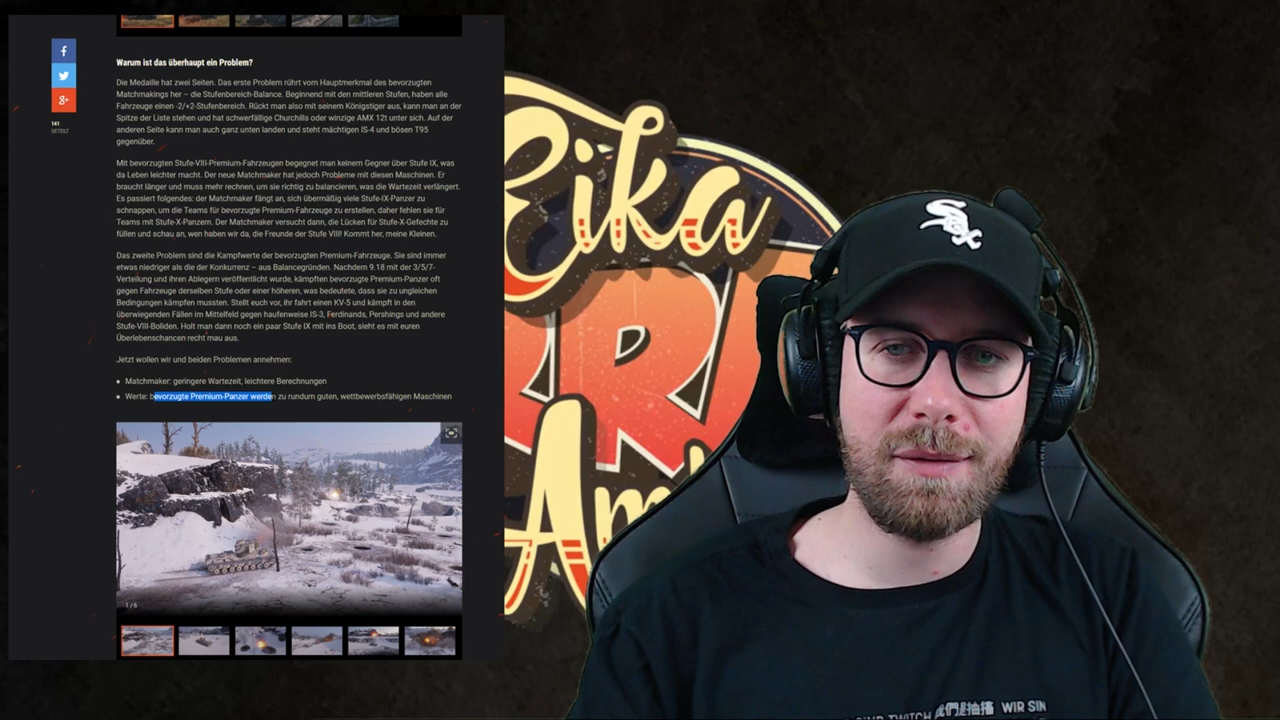 f
g+
141
GETEILT
Warum ist das überhaupt ein Problem?
Die Medaille hat zwei Seiten. Das erste Problem rührt vom Hauptmerkmal des bevorzugten
Matchmakings her – die Stufenbereich-Balance. Beginnend mit den mittleren Stufen, haben alle
Fahrzeuge einen -2/+2-Stufenbereich. Rückt man also mit seinem Königstiger aus, kann man an der
Spitze der Liste stehen und hat schwerfällige Churchills oder winzige AMX 12t unter sich. Auf der
anderen Seite kann man auch ganz unten landen und steht mächtigen IS-4 und bösen T95
gegenüber.
Mit bevorzugten Stufe-VIII-Premium-Fahrzeugen begegnet man keinem Gegner über Stufe IX, was
da Leben leichter macht. Der neue Matchmaker hat jedoch Probleme mit diesen Maschinen. Er
braucht länger und muss mehr rechnen, um sie richtig zu balancieren, was die Wartezeit verlängert.
Es passiert folgendes: der Matchmaker fängt an, sich übermäßig viele Stufe-IX-Panzer zu
schnappen, um die Teams für bevorzugte Premium-Fahrzeuge zu erstellen, daher fehlen sie für
Teams mit Stufe-X-Panzern. Der Matchmaker versucht dann, die Lücken für Stufe-X-Gefechte zu
füllen und schau an, wen haben wir da, die Freunde der Stufe VIII! Kommt her, meine Kleinen.
Das zweite Problem sind die Kampfwerte der bevorzugten Premium-Fahrzeuge. Sie sind immer
etwas niedriger als die der Konkurrenz – aus Balancegründen. Nachdem 9.18 mit der 3/5/7-
Verteilung und ihren Ablegern veröffentlicht wurde, kämpften bevorzugte Premium-Panzer oft
gegen Fahrzeuge derselben Stufe oder einer höheren, was bedeutete, dass sie zu ungleichen
Bedingungen kämpfen mussten. Stellt euch vor, ihr fahrt einen KV-5 und kämpft in den
überwiegenden Fällen im Mittelfeld gegen haufenweise IS-3, Ferdinands, Pershings und andere
Stufe-VIII-Boliden. Holt man dann noch ein paar Stufe IX mit ins Boot, sieht es mit euren
Überlebenschancen recht mau aus.
Jetzt wollen wir und beiden Problemen annehmen:
• Matchmaker: geringere Wartezeit, leichtere Berechnungen
• Werte: bevorzugte Premium-Panzer werden zu rundum guten, wettbewerbsfähigen Maschinen
1 / 6
Eika
Sox
TWITCH
我們是抽搐 WIR SIN